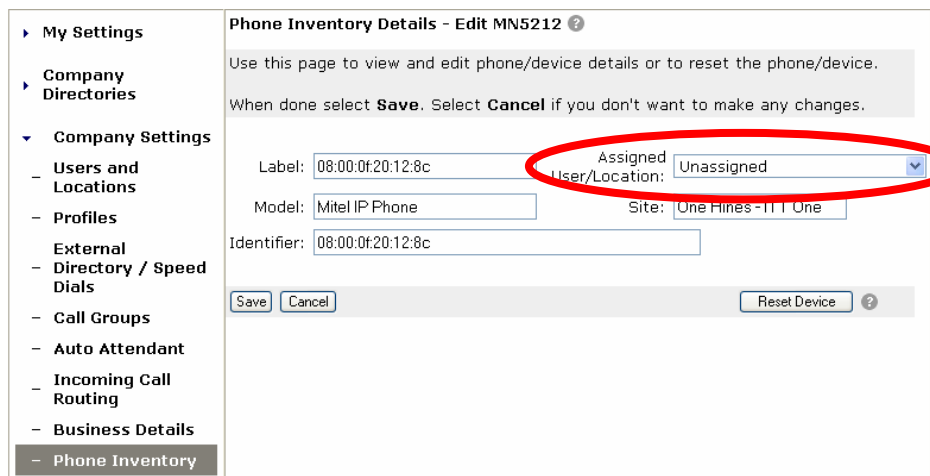 My Settings
Company
Directories
Company Settings
Users and
Locations
Profiles
External
Directory / Speed
Dials
Call Groups
Auto Attendant
Incoming Call
Routing
Business Details
Phone Inventory
Phone Inventory Details - Edit MN5212 ?
Use this page to view and edit phone/device details or to reset the phone/device.
When done select Save. Select Cancel if you don't want to make any changes.
Label: 08:00:0f:20:12:8c
Assigned
User/Location: Unassigned
Model: Mitel IP Phone
Site: One Hines - ITT One
Identifier: 08:00:0f:20:12:8c
Save Cancel Reset Device ?